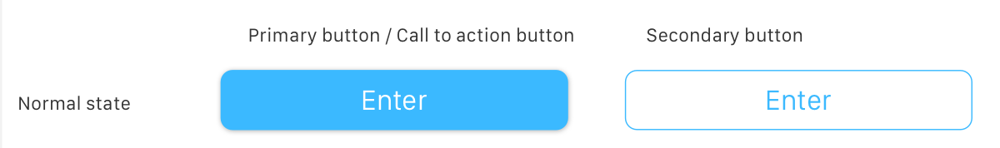 Primary button / Call to action button
Secondary button
Normal state
Enter
Enter